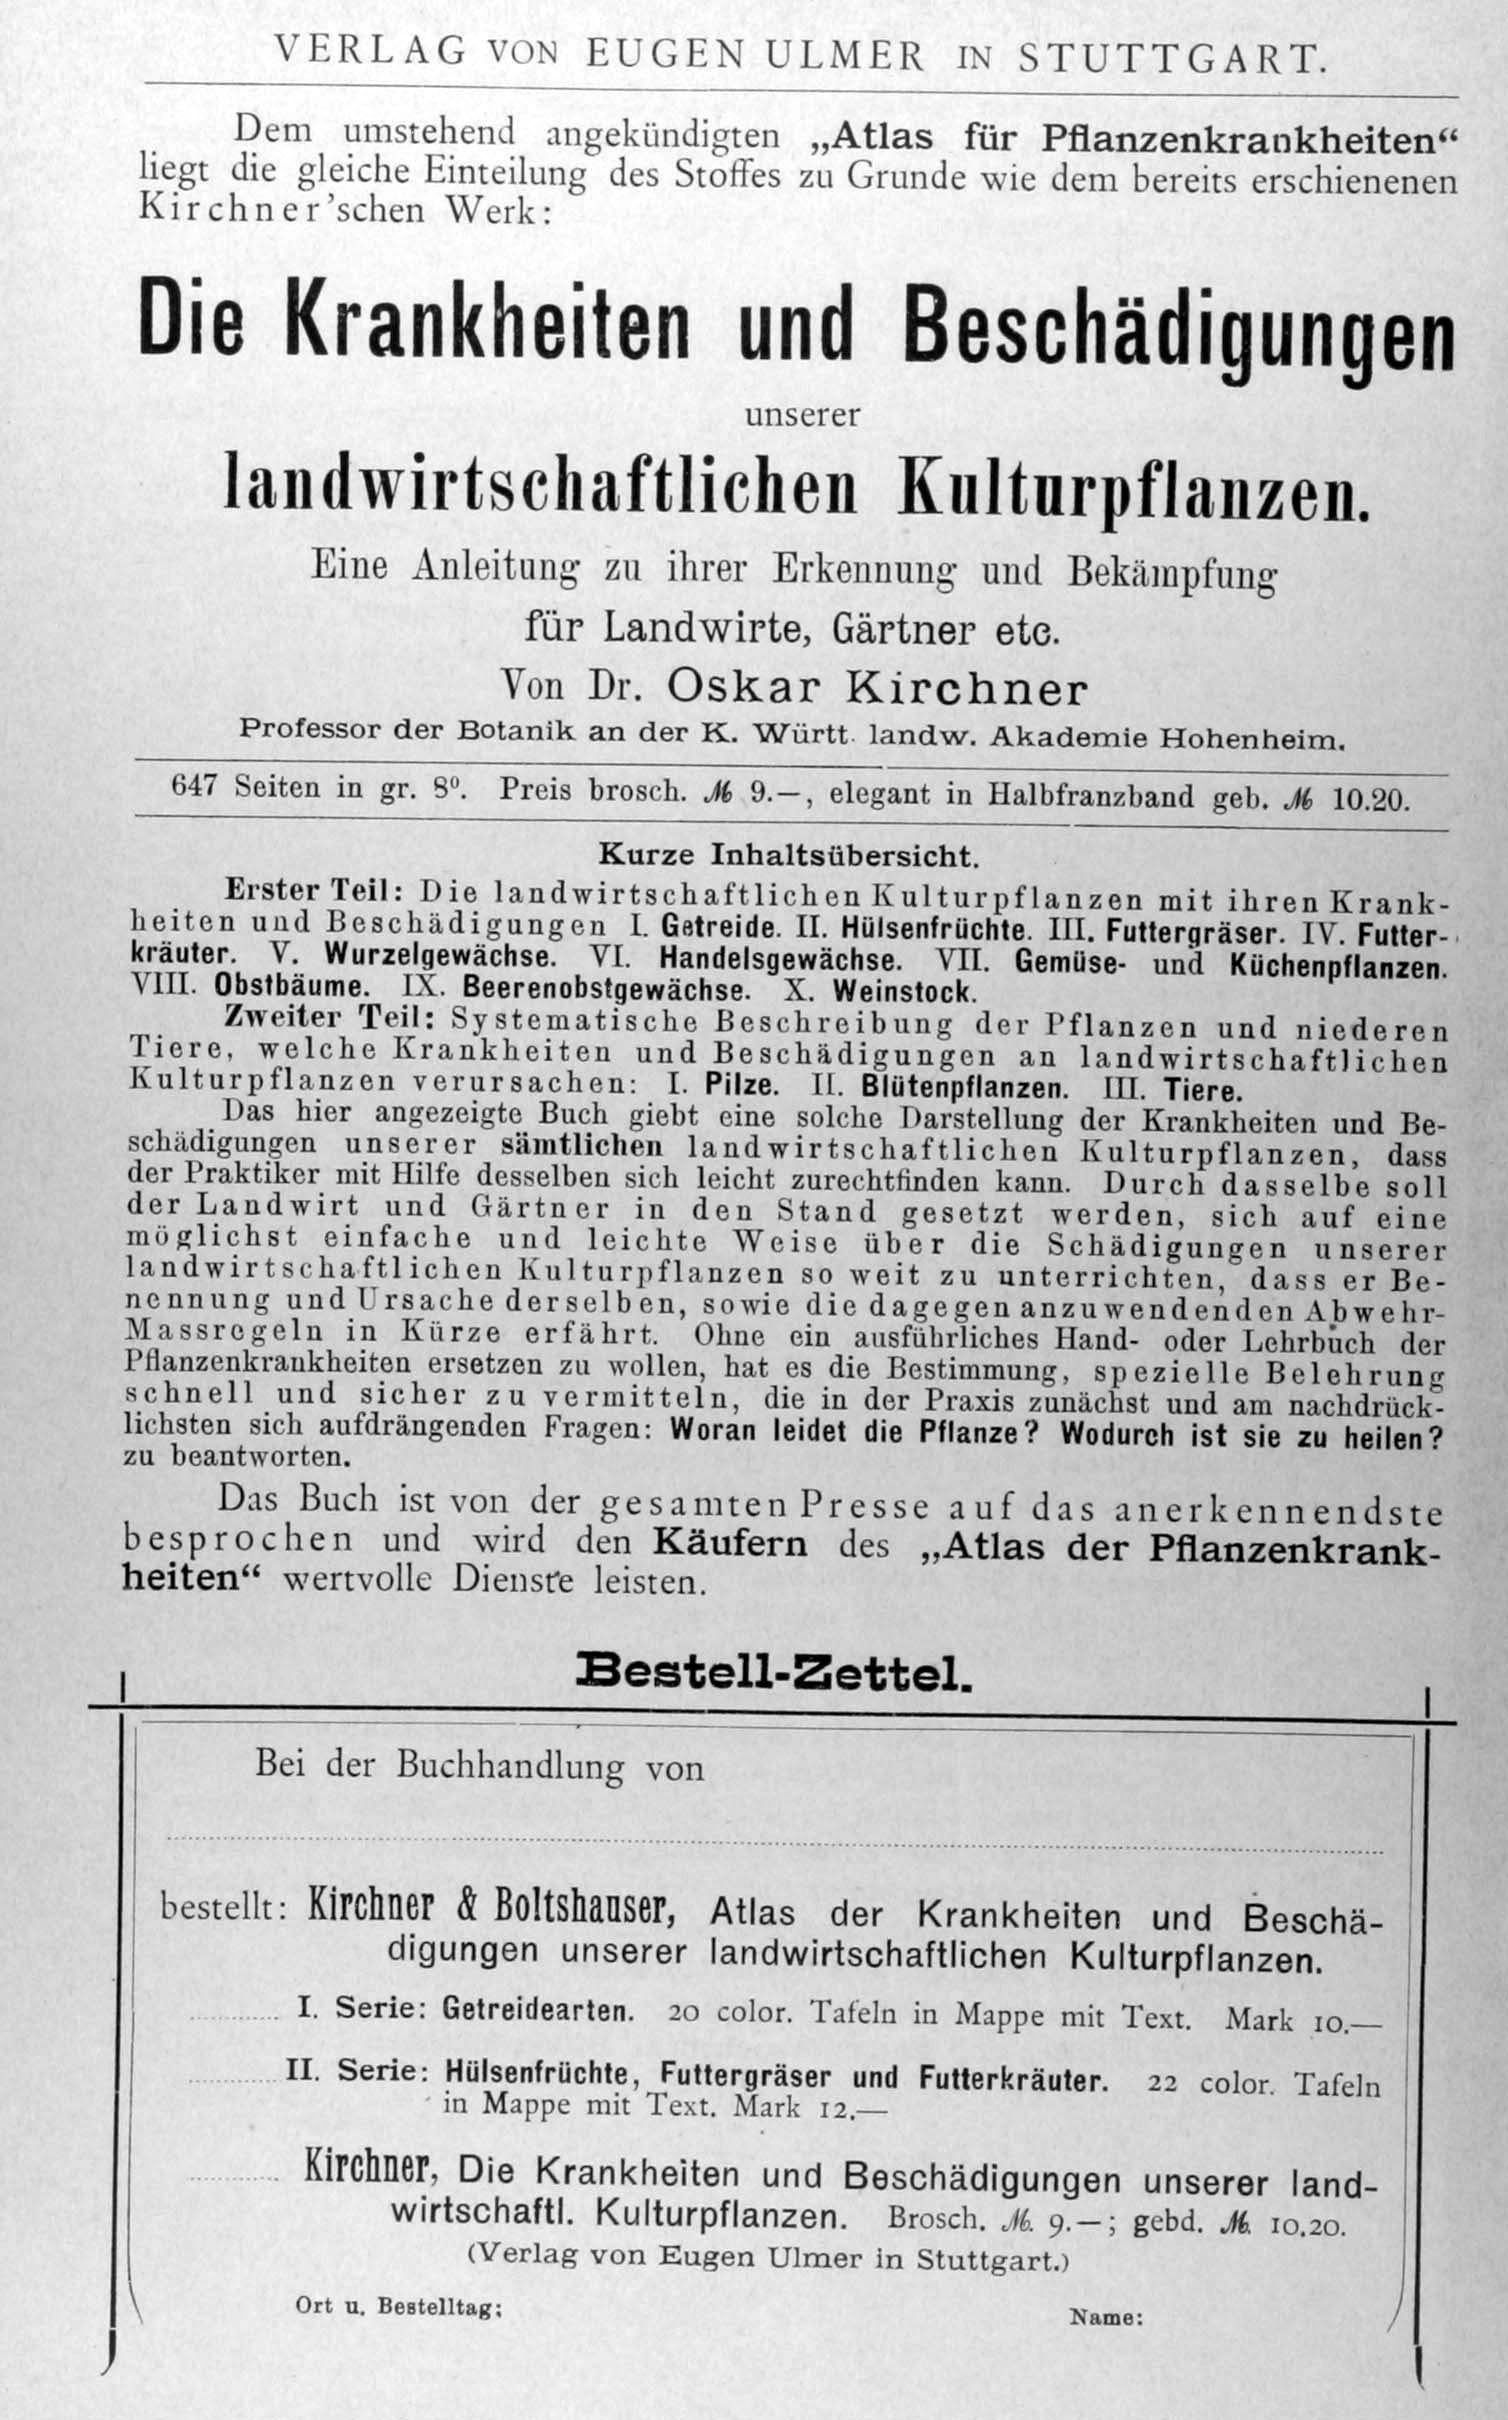 VERLAG VON EUGEN ULMER IN STUTTGART.
Dem umstehend angekündigten „Atlas für Pflanzenkrankheiten“
liegt die gleiche Einteilung des Stoffes zu Grunde wie dem bereits erschienenen
Kirchner'schen Werk:
Die Krankheiten und Beschädigungen
unserer
landwirtschaftlichen Kulturpflanzen.
Eine Anleitung zu ihrer Erkennung und Bekämpfung
für Landwirte, Gärtner etc.
Von Dr. Oskar Kirchner
Professor der Botanik an der K. Württ. landw. Akademie Hohenheim.
647 Seiten in gr. 8⁰. Preis brosch. ℳ 9.—, elegant in Halbfranzband geb. ℳ 10.20.
Kurze Inhaltsübersicht.
Erster Teil: Die landwirtschaftlichen Kulturpflanzen mit ihren Krank-
heiten und Beschädigungen I. Getreide. II. Hülsenfrüchte. III. Futtergräser. IV. Futter-
kräuter. V. Wurzelgewächse. VI. Handelsgewächse. VII. Gemüse- und Küchenpflanzen.
VIII. Obstbäume. IX. Beerenobstgewächse. X. Weinstock.
Zweiter Teil: Systematische Beschreibung der Pflanzen und niederen
Tiere, welche Krankheiten und Beschädigungen an landwirtschaftlichen
Kulturpflanzen verursachen: I. Pilze. II. Blütenpflanzen. III. Tiere.
Das hier angezeigte Buch giebt eine solche Darstellung der Krankheiten und Be-
schädigungen unserer sämtlichen landwirtschaftlichen Kulturpflanzen, dass
der Praktiker mit Hilfe desselben sich leicht zurechtfinden kann. Durch dasselbe soll
der Landwirt und Gärtner in den Stand gesetzt werden, sich auf eine
möglichst einfache und leichte Weise über die Schädigungen unserer
landwirtschaftlichen Kulturpflanzen so weit zu unterrichten, dass er Be-
nennung und Ursache derselben, sowie die dagegen anzuwendenden Abwehr-
Massregeln in Kürze erfährt. Ohne ein ausführliches Hand- oder Lehrbuch der
Pflanzenkrankheiten ersetzen zu wollen, hat es die Bestimmung, spezielle Belehrung
schnell und sicher zu vermitteln, die in der Praxis zunächst und am nachdrück-
lichsten sich aufdrängenden Fragen: Woran leidet die Pflanze? Wodurch ist sie zu heilen?
zu beantworten.
Das Buch ist von der gesamten Presse auf das anerkennendste
besprochen und wird den Käufern des „Atlas der Pflanzenkrank-
heiten“ wertvolle Dienste leisten.
Bestell-Zettel.
Bei der Buchhandlung von
bestellt: Kirchner & Boltshauser, Atlas der Krankheiten und Beschä-
digungen unserer landwirtschaftlichen Kulturpflanzen.
I. Serie: Getreidearten. 20 color. Tafeln in Mappe mit Text. Mark 10.—
II. Serie: Hülsenfrüchte, Futtergräser und Futterkräuter. 22 color. Tafeln
in Mappe mit Text. Mark 12.—
Kirchner, Die Krankheiten und Beschädigungen unserer land-
wirtschaftl. Kulturpflanzen. Brosch. ℳ. 9.—; gebd. ℳ. 10.20.
(Verlag von Eugen Ulmer in Stuttgart.)
Ort u. Bestelltag:
Name: